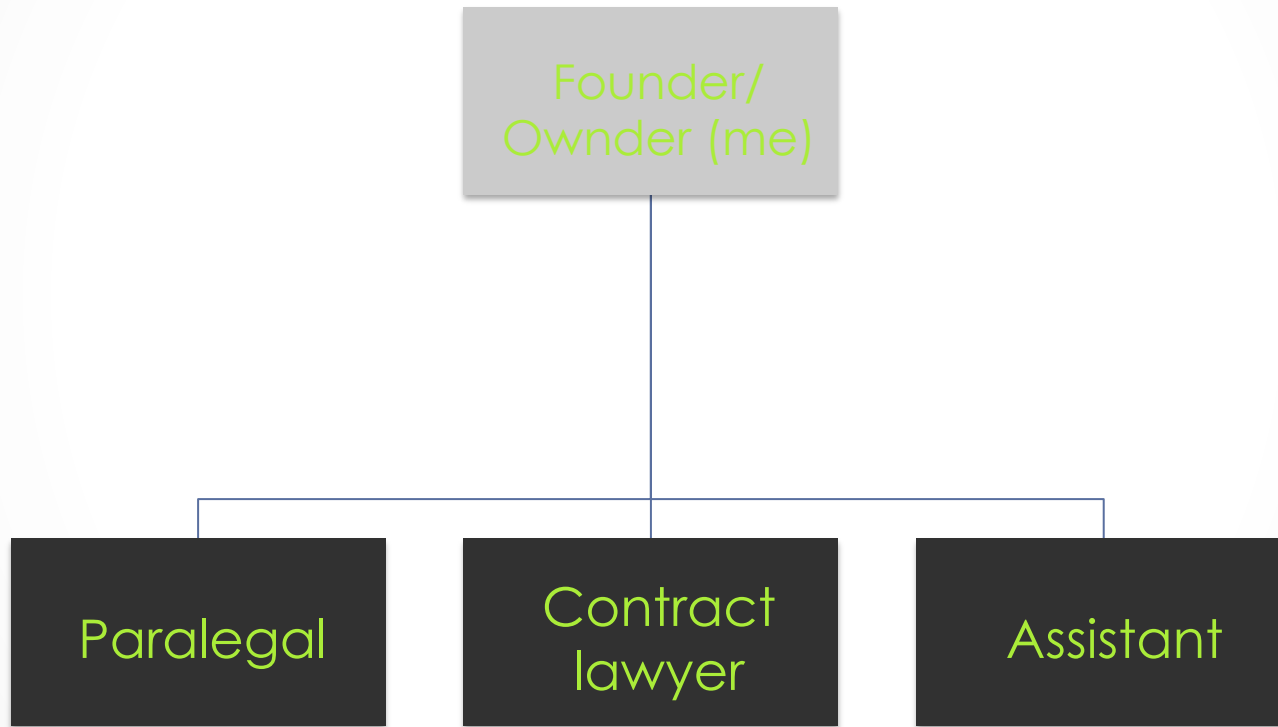 Founder/
Ownder (me)
Paralegal
Contract
lawyer
Assistant